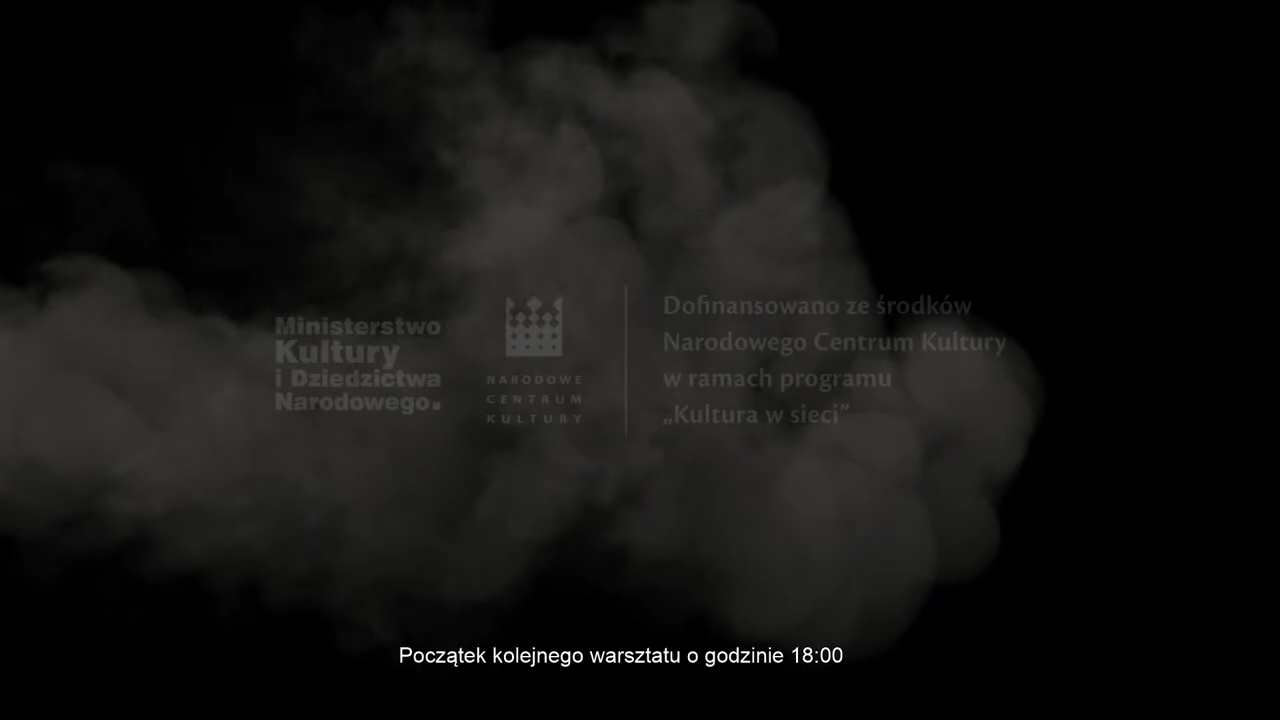 Ministerstwo
Kultury
i Dziedzictwa
Narodowego.
NARODOWE
CENTRUM
KULTURY
Dofinansowano ze środków
Narodowego Centrum Kultury
w ramach programu
„Kultura w sieci”
Początek kolejnego warsztatu o godzinie 18:00